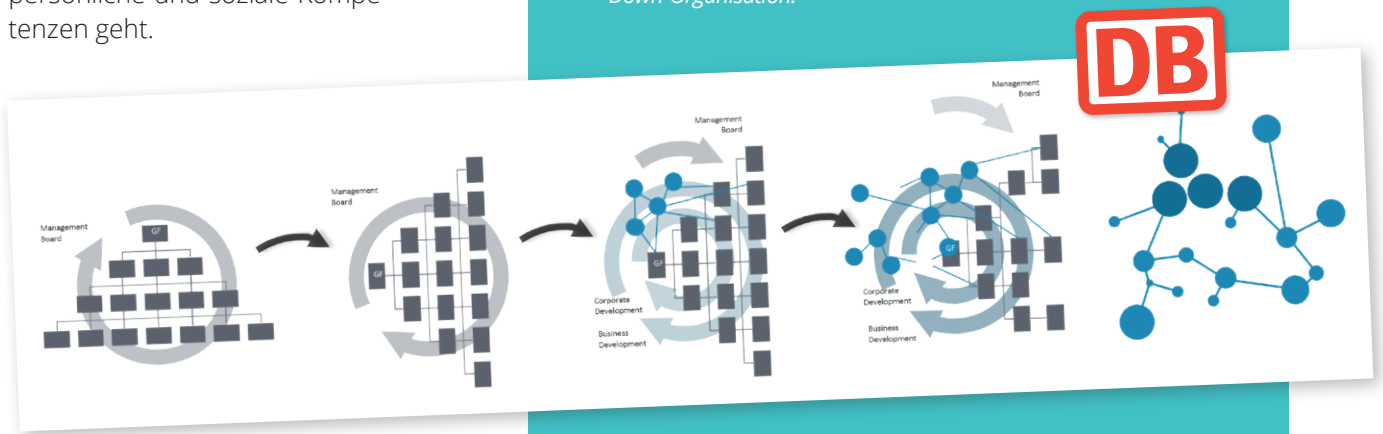 persönliche und soziale Kompe-
tenzen geht.
Down-Organisation.
DB
Management
Board
GF
Management
Board
GF
Management
Board
GF
Corporate
Development
Business
Development
Management
Board
GF
Corporate
Development
Business
Development